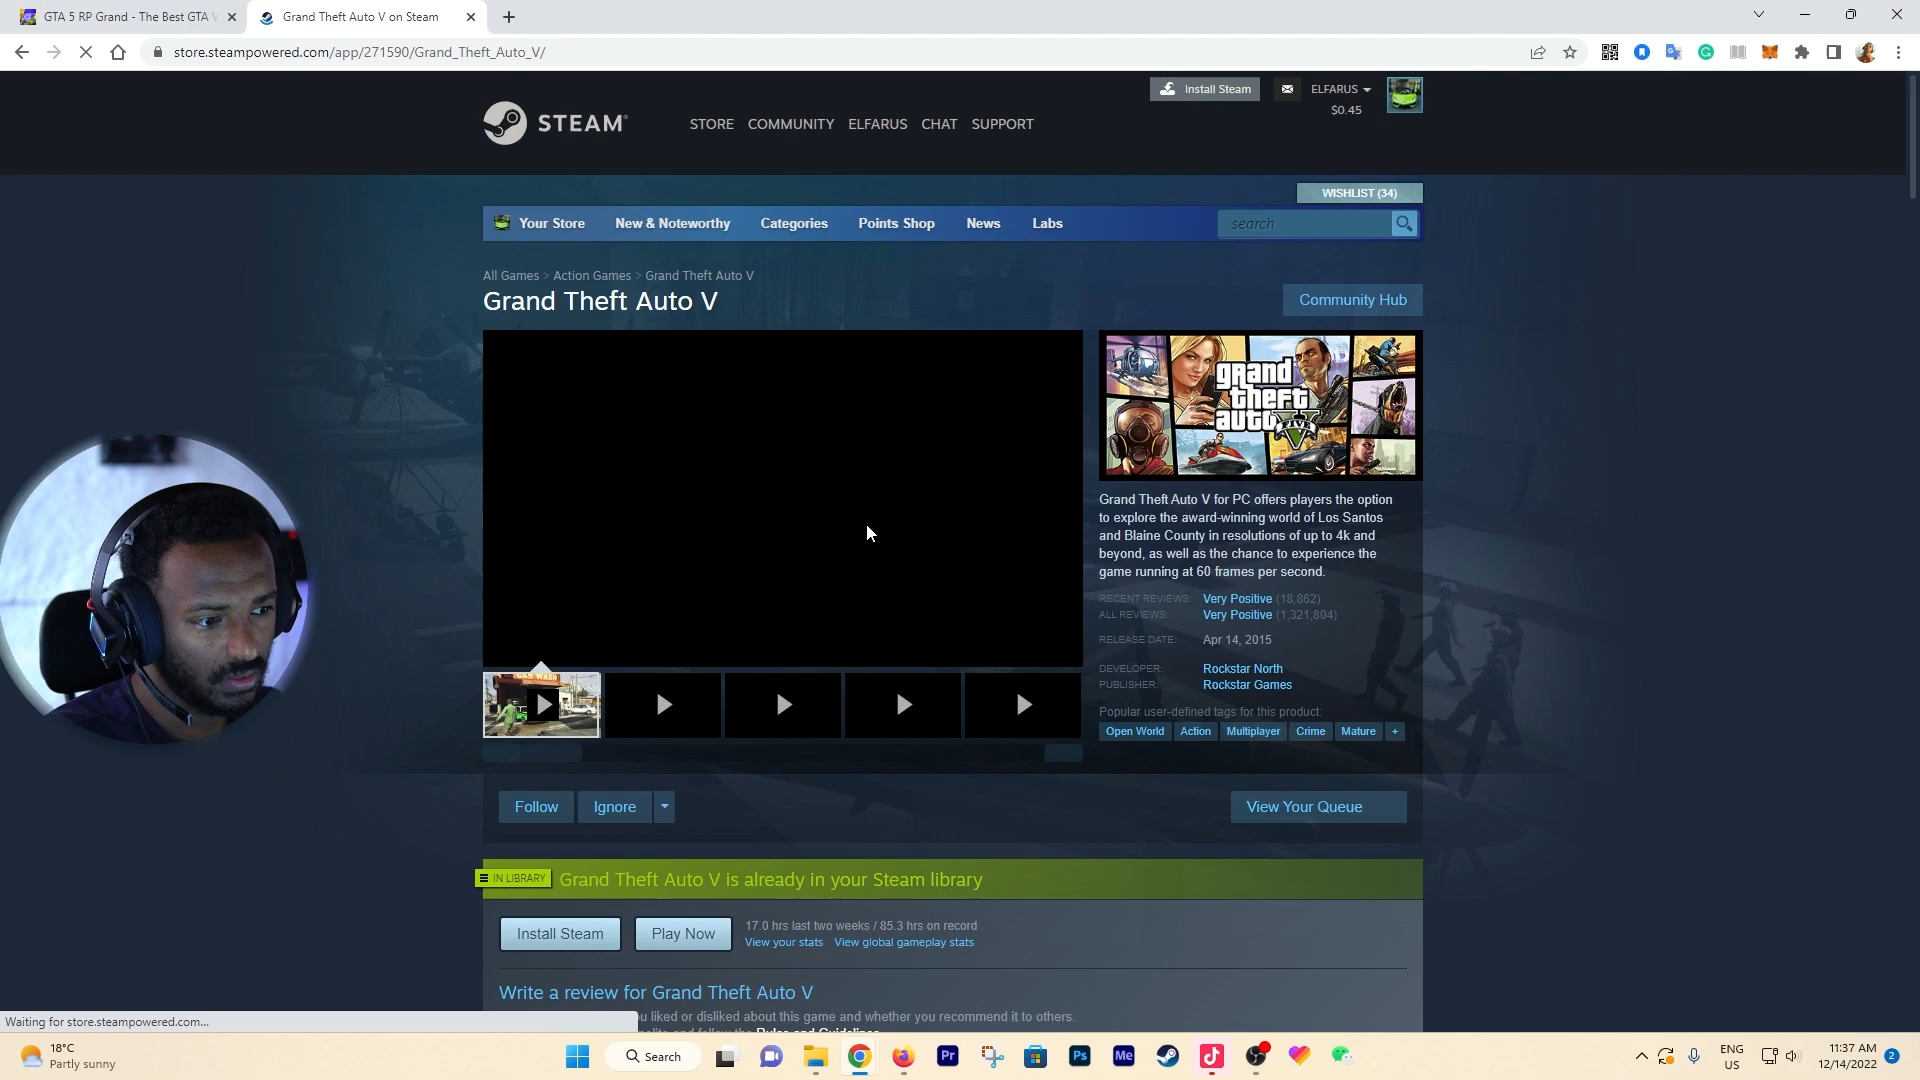 GTA 5 RP Grand - The Best GTA V
Grand Theft Auto V on Steam
store.steampowered.com/app/271590/Grand_Theft_Auto_V/
Install Steam
ELFARUS
$0.45
STEAM
STORE COMMUNITY ELFARUS CHAT SUPPORT
WISHLIST (34)
Your Store New & Noteworthy Categories Points Shop News Labs
search
All Games > Action Games > Grand Theft Auto V
Grand Theft Auto V
Community Hub
grand
theft
auto V
FIVE
Grand Theft Auto V for PC offers players the option
to explore the award-winning world of Los Santos
and Blaine County in resolutions of up to 4k and
beyond, as well as the chance to experience the
game running at 60 frames per second.
RECENT REVIEWS: Very Positive (18,862)
ALL REVIEWS: Very Positive (1,321,804)
RELEASE DATE: Apr 14, 2015
DEVELOPER: Rockstar North
PUBLISHER: Rockstar Games
Popular user-defined tags for this product:
Open World Action Multiplayer Crime Mature +
CAR WASH
Follow Ignore
View Your Queue
IN LIBRARY Grand Theft Auto V is already in your Steam library
Install Steam Play Now
17.0 hrs last two weeks / 85.3 hrs on record
View your stats View global gameplay stats
Write a review for Grand Theft Auto V
u liked or disliked about this game and whether you recommend it to others.
Waiting for store.steampowered.com...
18°C
Partly sunny
Search
Pr
Ps
Me
ENG
US
11:37 AM
12/14/2022
2